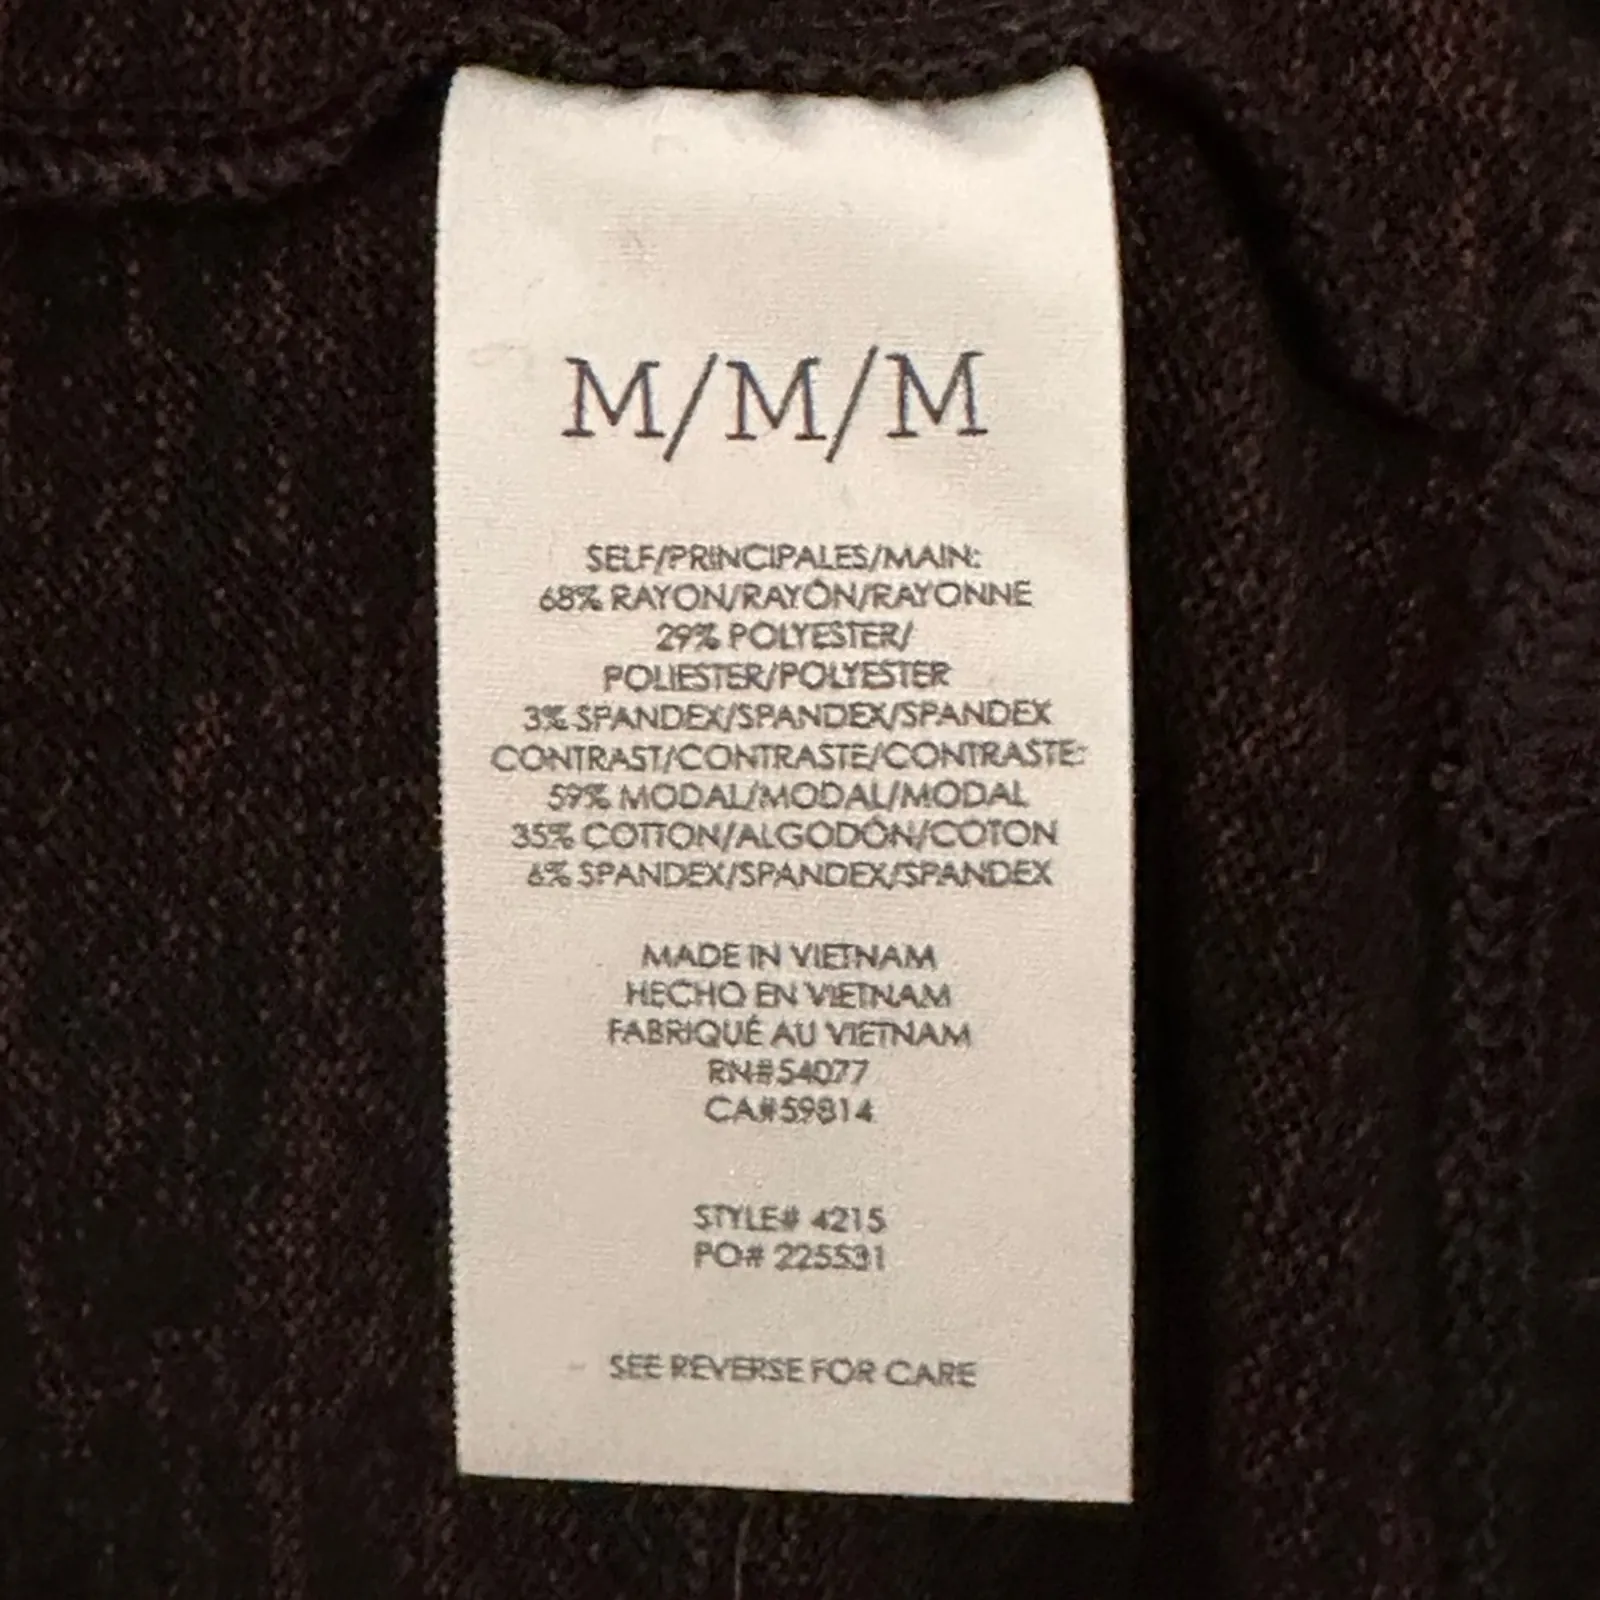 M/M/M
SELF/PRINCIPALES/MAIN:
68% RAYON/RAYÓN/RAYONNE
29% POLYESTER/
POLIESTER/POLYESTER
3% SPANDEX/SPANDEX/SPANDEX
CONTRAST/CONTRASTE/CONTRASTE:
59% MODAL/MODAL/MODAL
35% COTTON/ALGODÓN/COTON
6% SPANDEX/SPANDEX/SPANDEX
MADE IN VIETNAM
HECHO EN VIETNAM
FABRIQUÉ AU VIETNAM
RN#54077
CA#59814
STYLE# 4215
PO# 225531
SEE REVERSE FOR CARE